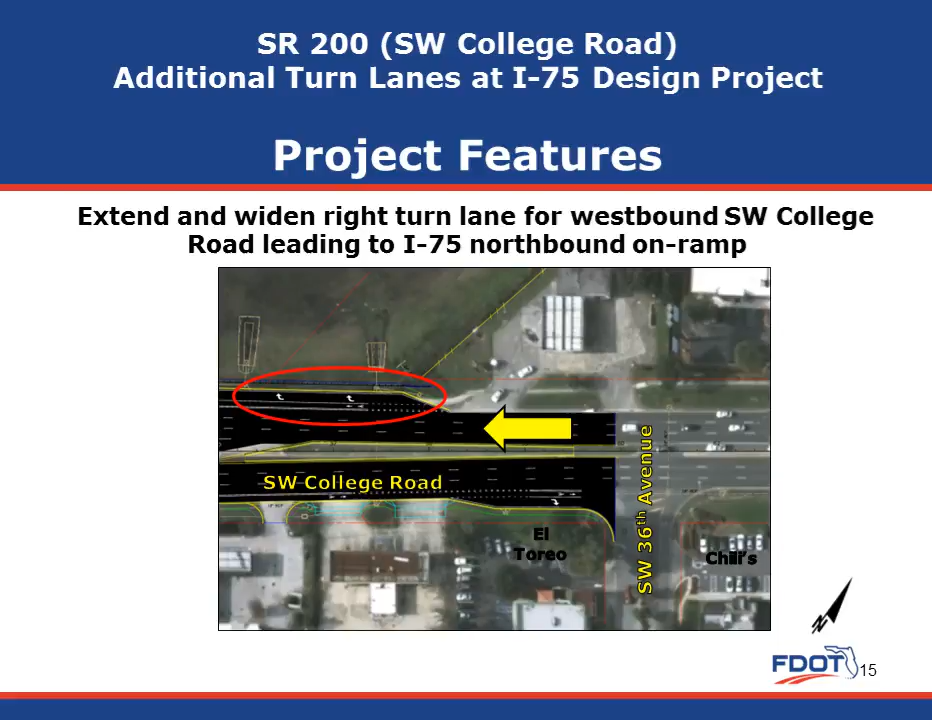 SR 200 (SW College Road)
Additional Turn Lanes at I-75 Design Project
Project Features
Extend and widen right turn lane for westbound SW College
Road leading to I-75 northbound on-ramp
SW College Road
SW 36th Avenue
El
Toreo
Chili's
N
FDOT
15